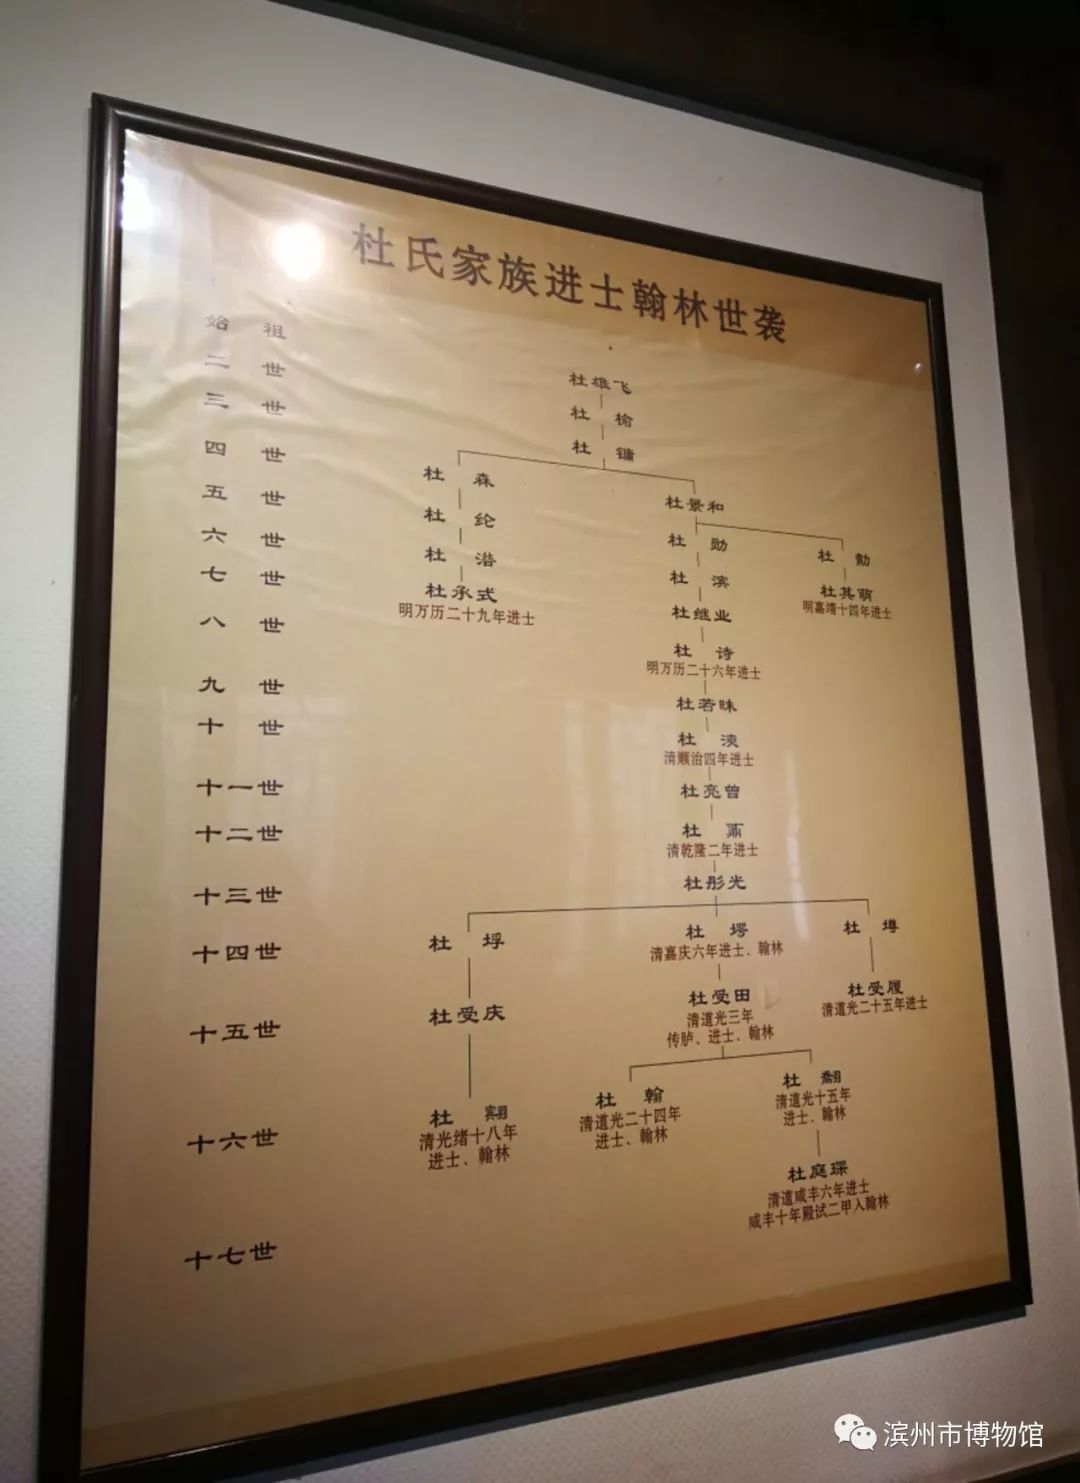 杜氏家族进士翰林世袭
始 祖
二 世
三 世
四 世
五 世
六 世
七 世
八 世
九 世
十 世
十一世
十二世
十三世
十四世
十五世
十六世
十七世
杜雄飞
杜 榆
杜 镛
杜 森
杜景和
杜 纶
杜 勋
杜 勍
杜 潜
杜 滨
杜其萌
明嘉靖十四年进士
杜承式
明万历二十九年进士
杜继业
杜 诗
明万历二十六年进士
杜若昧
杜 漺
清顺治四年进士
杜亮曾
杜 鼐
清乾隆二年进士
杜彤光
杜 垺
杜 堮
清嘉庆六年进士、翰林
杜 墫
杜受庆
杜受田
清道光三年
传胪、进士、翰林
杜受履
清道光二十五年进士
杜 翿
清光绪十八年
进士、翰林
杜 翰
清道光二十四年
进士、翰林
杜 翮
清道光十五年
进士、翰林
杜庭琛
清道咸丰六年进士
咸丰十年殿试二甲入翰林
滨州市博物馆